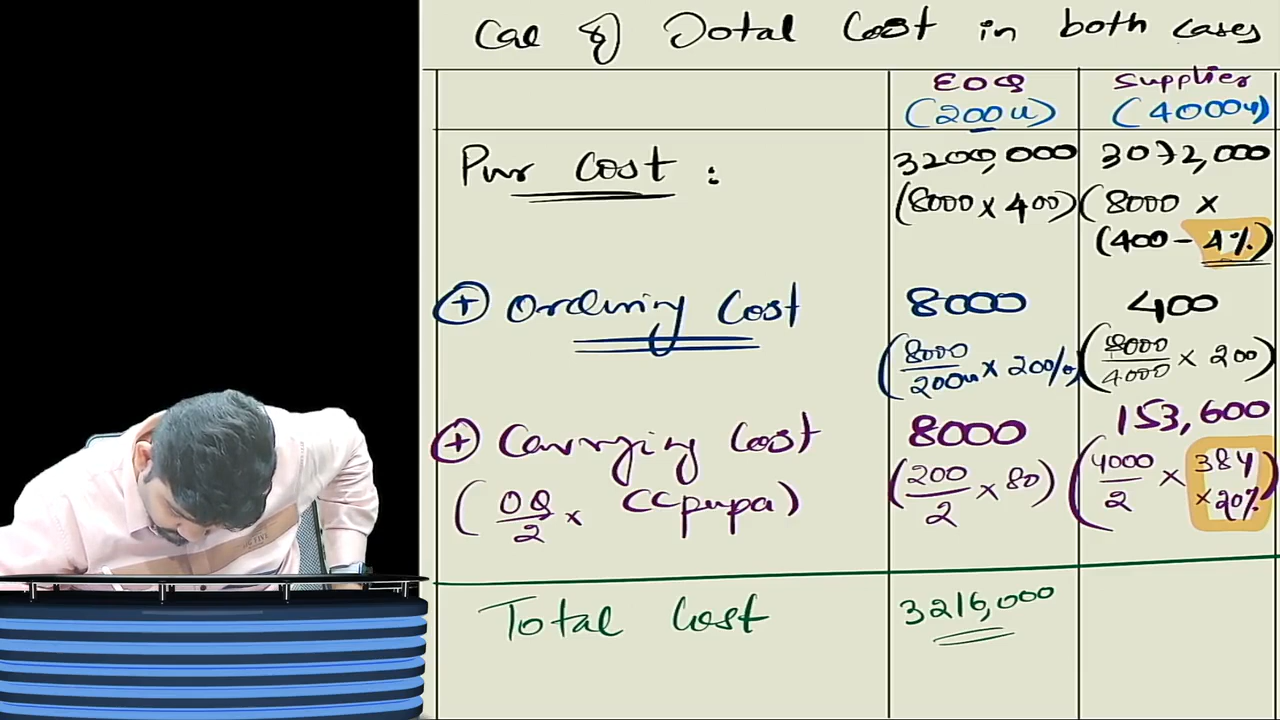 Cal of Total Cost in both cases
EOQ Supplier
(200u) (4000u)
Pur Cost : 3200,000 3072,000
(8000 x 400) (8000 x
(400 - 4%)
(+) Ordering Cost 8000 400
(8000/200u x 200/o) (8000/4000 x 200)
(+) Carrying Cost 8000 153,600
(OQ/2 x CCpupa) (200/2 x 80) (4000/2 x 384
x 20%)
Total Cost 3216,000